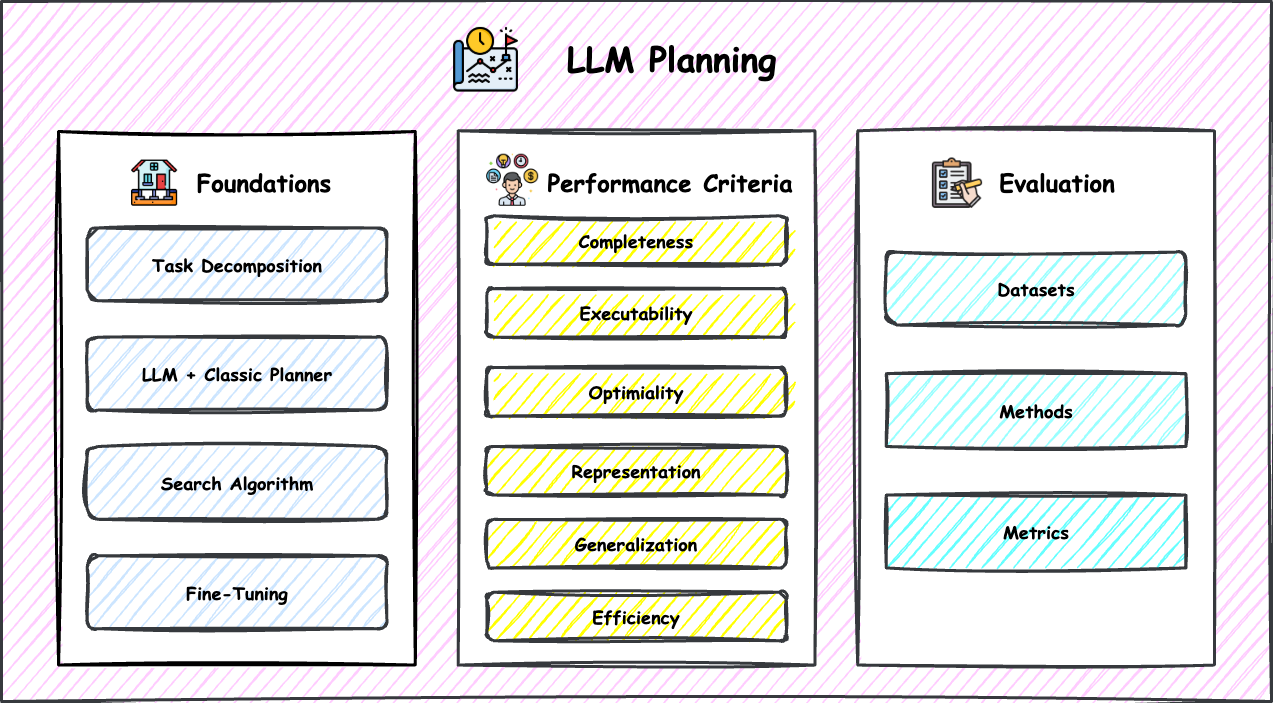 LLM Planning
Foundations
Task Decomposition
LLM + Classic Planner
Search Algorithm
Fine-Tuning
Performance Criteria
Completeness
Executability
Optimiality
Representation
Generalization
Efficiency
Evaluation
Datasets
Methods
Metrics